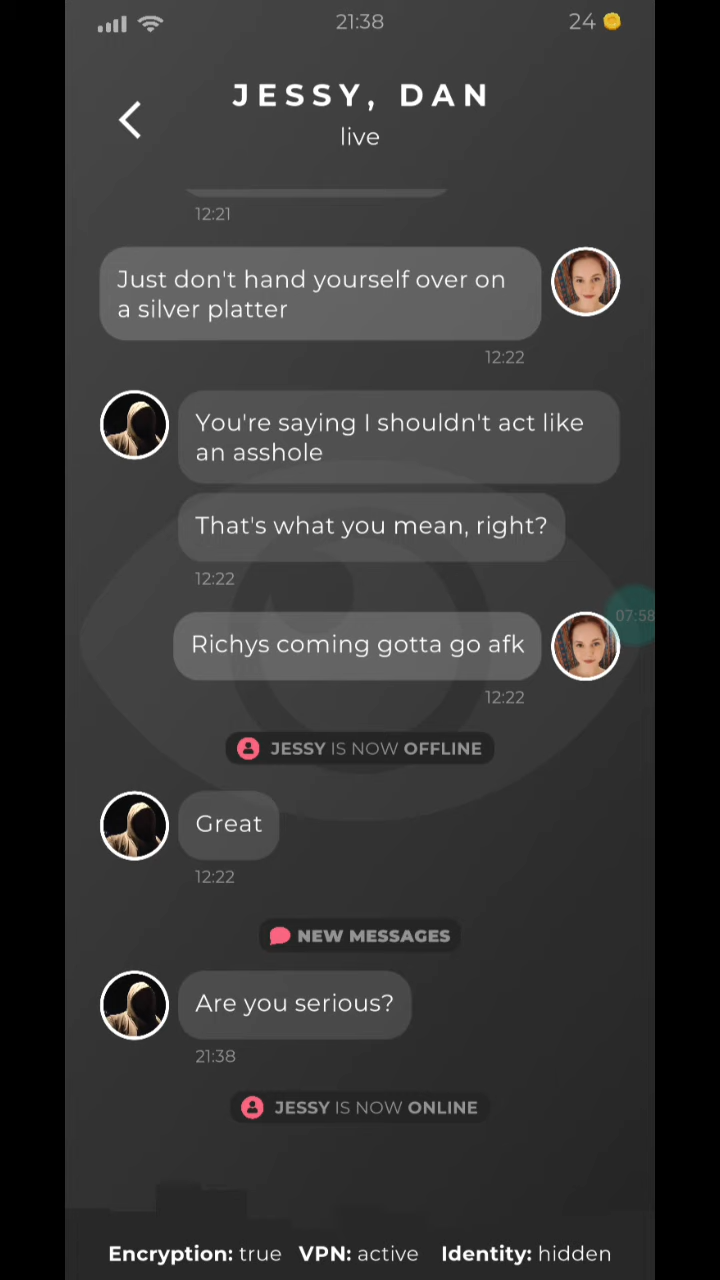 21:38
24
JESSY, DAN
live
12:21
Just don't hand yourself over on
a silver platter
12:22
You're saying I shouldn't act like
an asshole
That's what you mean, right?
12:22
07:58
Richys coming gotta go afk
12:22
JESSY IS NOW OFFLINE
Great
12:22
NEW MESSAGES
Are you serious?
21:38
JESSY IS NOW ONLINE
Encryption: true VPN: active Identity: hidden